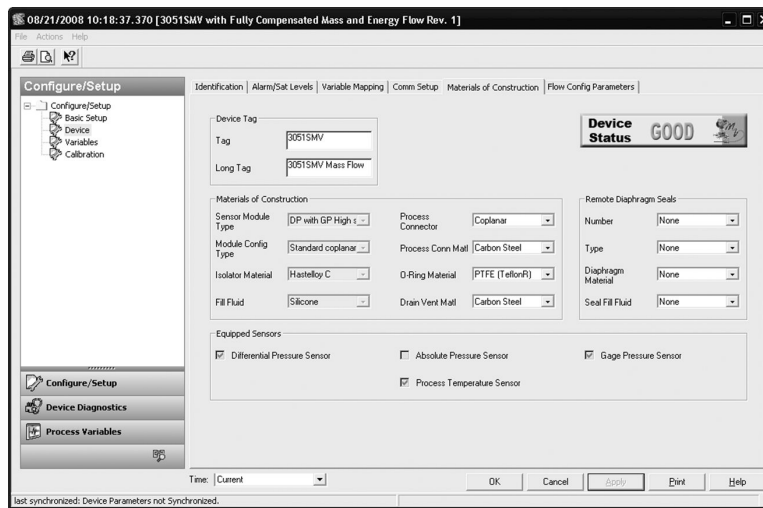 08/21/2008 10:18:37.370 [3051SMV with Fully Compensated Mass and Energy Flow Rev. 1]
File Actions Help
Configure/Setup
Configure/Setup
Basic Setup
Device
Variables
Calibration
Configure/Setup
Device Diagnostics
Process Variables
Identification Alarm/Sat Levels Variable Mapping Comm Setup Materials of Construction Flow Config Parameters
Device Tag
Tag 3051SMV
Long Tag 3051SMV Mass Flow
Device Status GOOD
Materials of Construction
Sensor Module Type DP with GP High s
Module Config Type Standard coplanar
Isolator Material Hastelloy C
Fill Fluid Silicone
Process Connector Coplanar
Process Conn Matl Carbon Steel
O-Ring Material PTFE (TeflonR)
Drain Vent Matl Carbon Steel
Remote Diaphragm Seals
Number None
Type None
Diaphragm Material None
Seal Fill Fluid None
Equipped Sensors
Differential Pressure Sensor Absolute Pressure Sensor Gage Pressure Sensor
Process Temperature Sensor
Time: Current
OK Cancel Apply Print Help
last synchronized: Device Parameters not Synchronized.